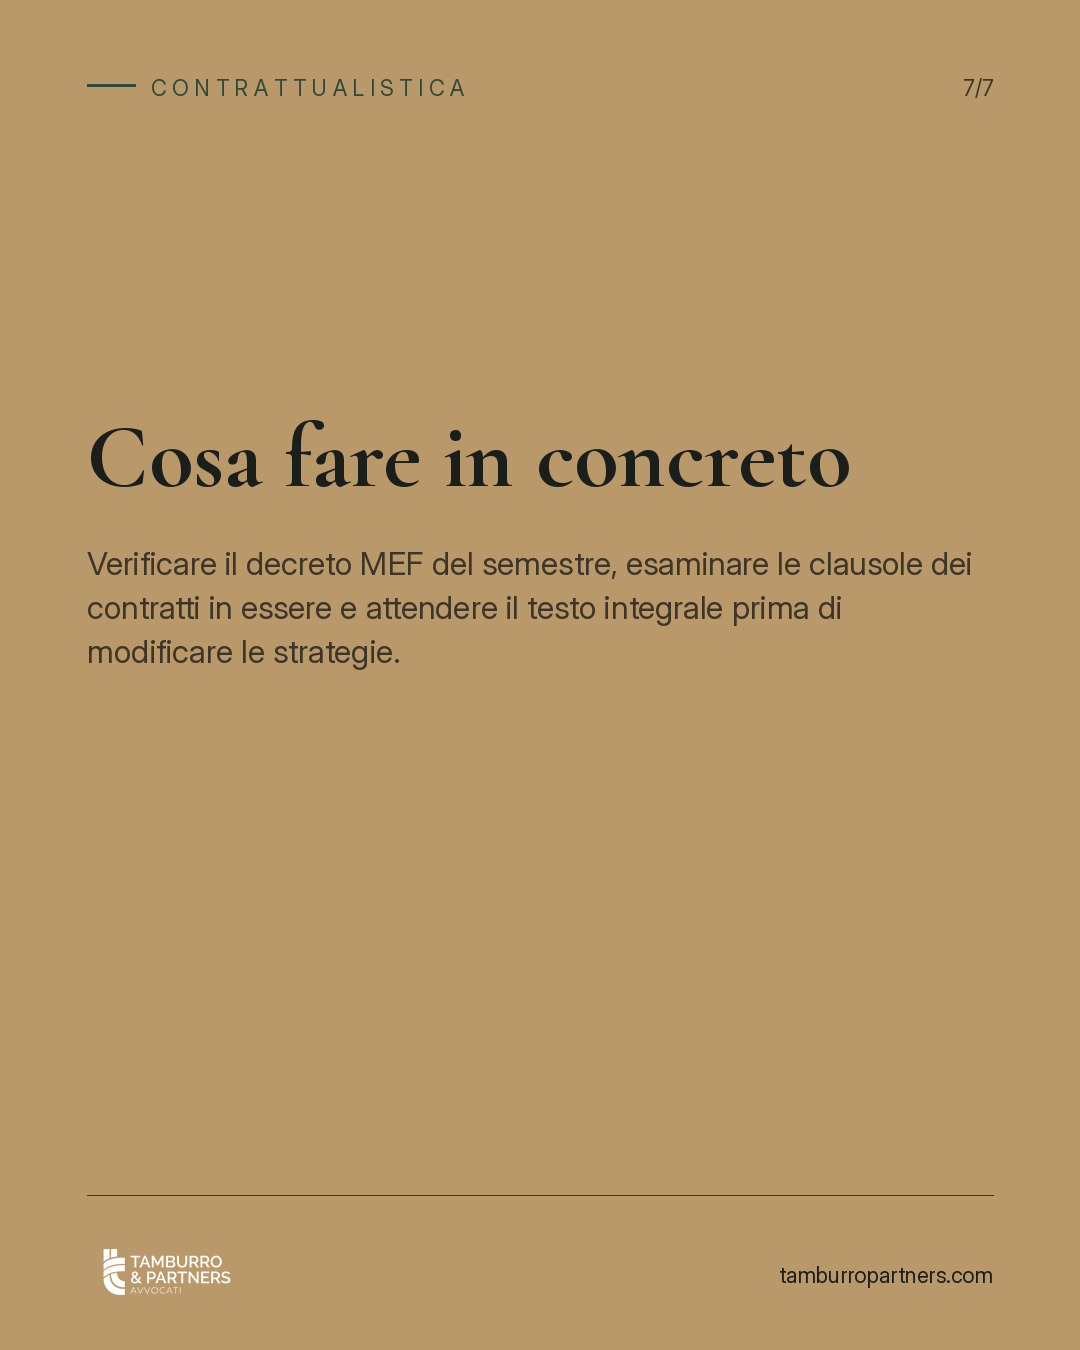 CONTRATTUALISTICA
7/7
Cosa fare in concreto
Verificare il decreto MEF del semestre, esaminare le clausole dei
contratti in essere e attendere il testo integrale prima di
modificare le strategie.
TAMBURRO
& PARTNERS
AVVOCATI
tamburropartners.com